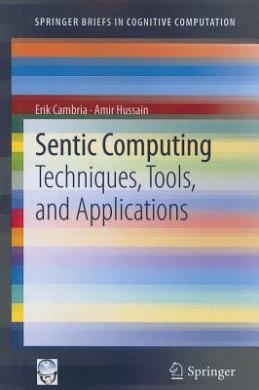 SPRINGER BRIEFS IN COGNITIVE COMPUTATION
Erik Cambria · Amir Hussain
Sentic Computing
Techniques, Tools,
and Applications
Springer